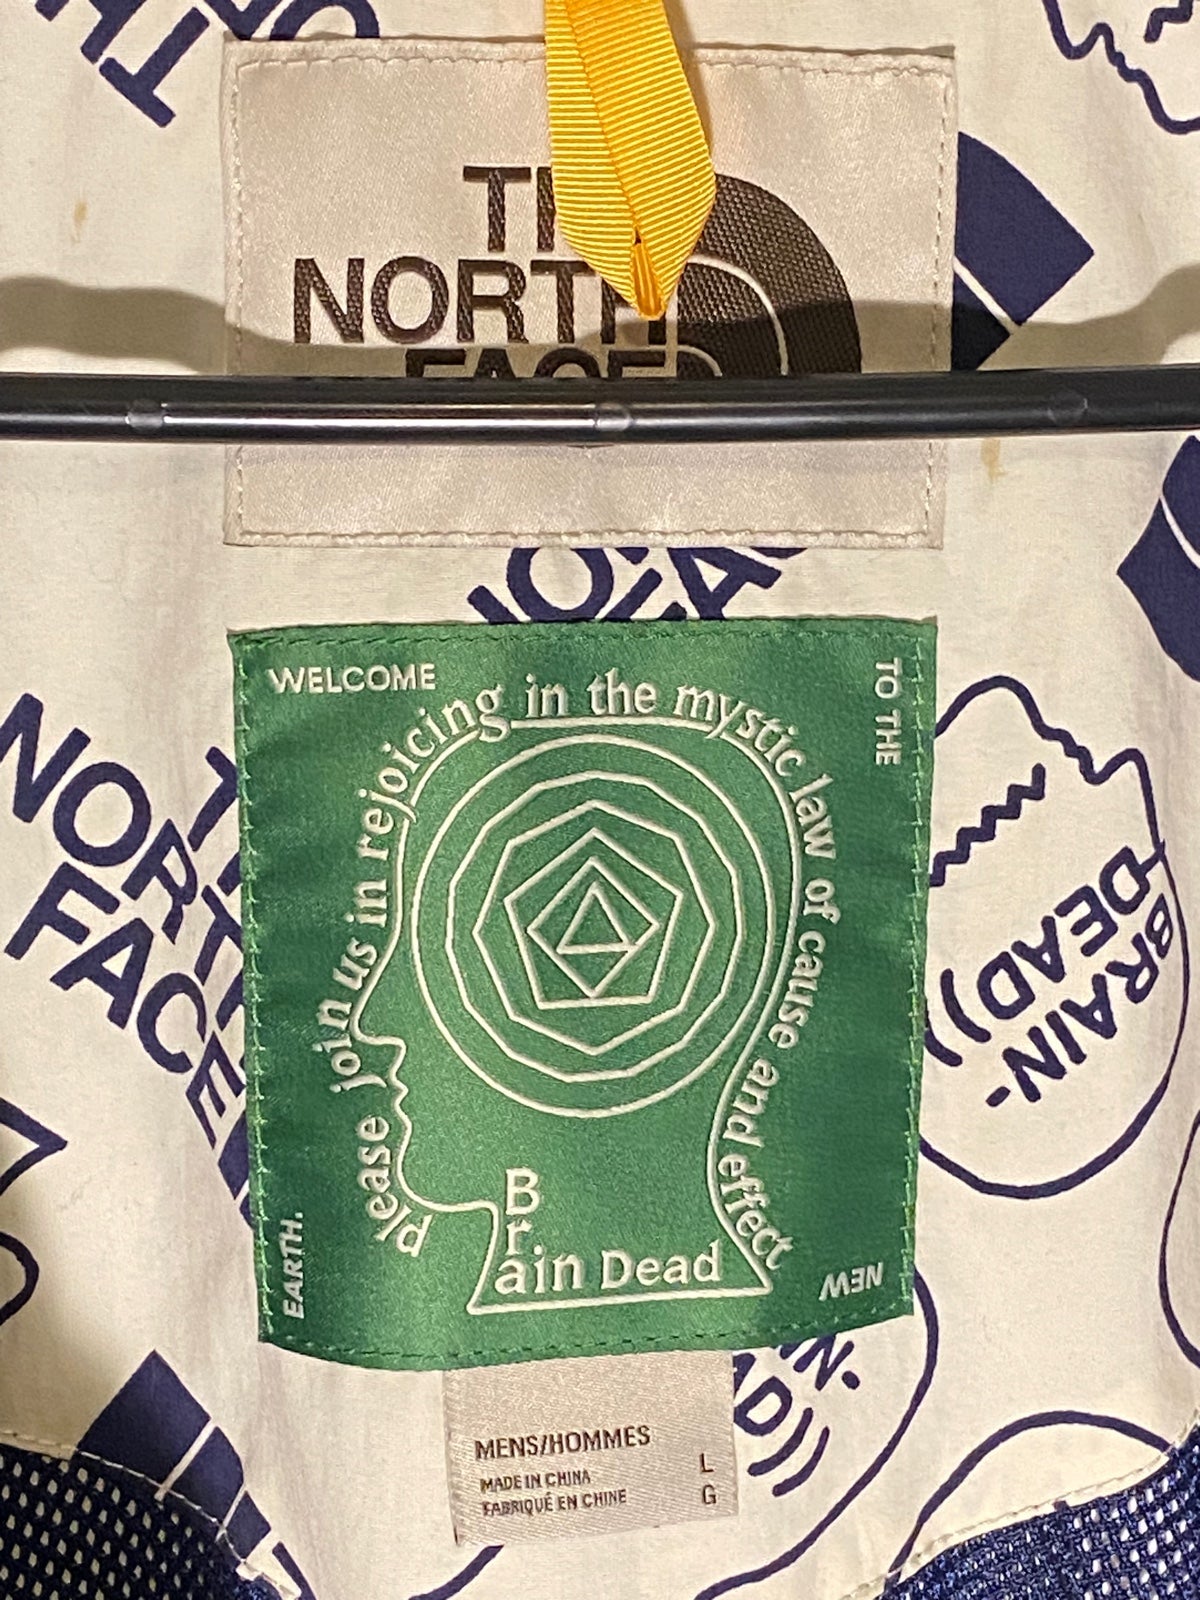 THE
NORTH
FACE
WELCOME
TO THE
NEW
EARTH.
Please join us in rejoicing in the mystic law of cause and effect
B
r
ain Dead
MENS/HOMMES
MADE IN CHINA
L
FABRIQUÉ EN CHINE
G
THE
NORTH
FACE
BRAIN-
DEAD))